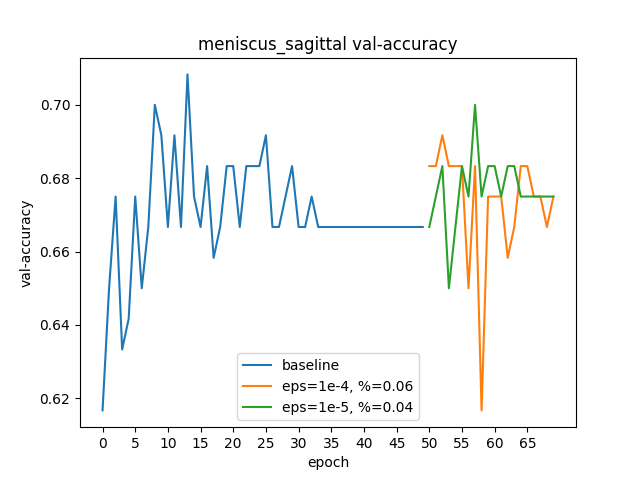 meniscus_sagittal val-accuracy
val-accuracy
0.70
0.68
0.66
0.64
0.62
baseline
eps=1e-4, %=0.06
eps=1e-5, %=0.04
0 5 10 15 20 25 30 35 40 45 50 55 60 65
epoch